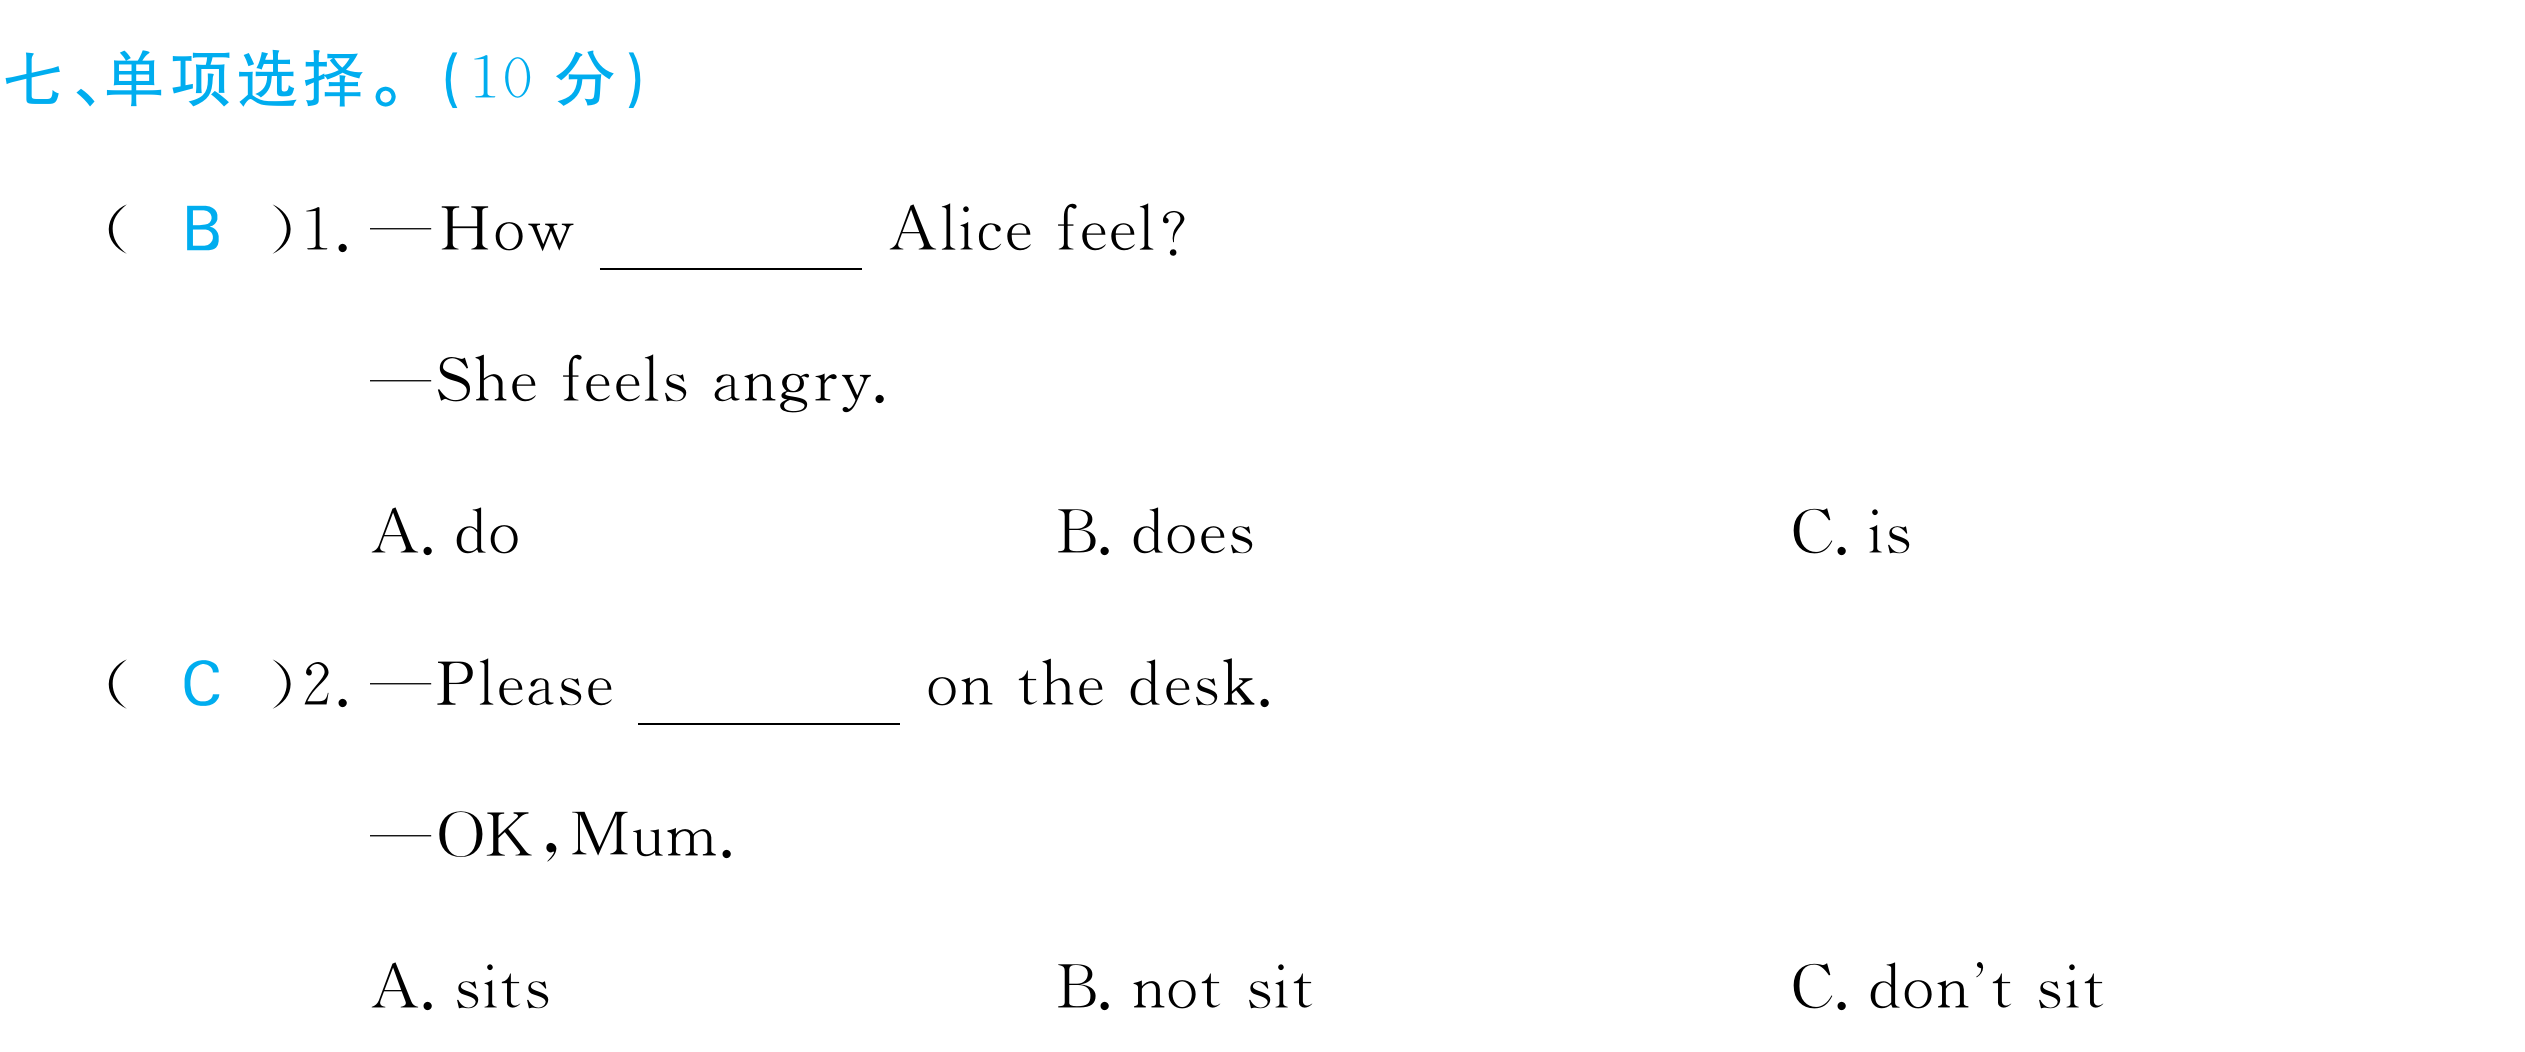 七、单项选择。(10 分)
( B )1. —How ________ Alice feel?
—She feels angry.
A. do B. does C. is
( C )2. —Please ________ on the desk.
—OK,Mum.
A. sits B. not sit C. don't sit